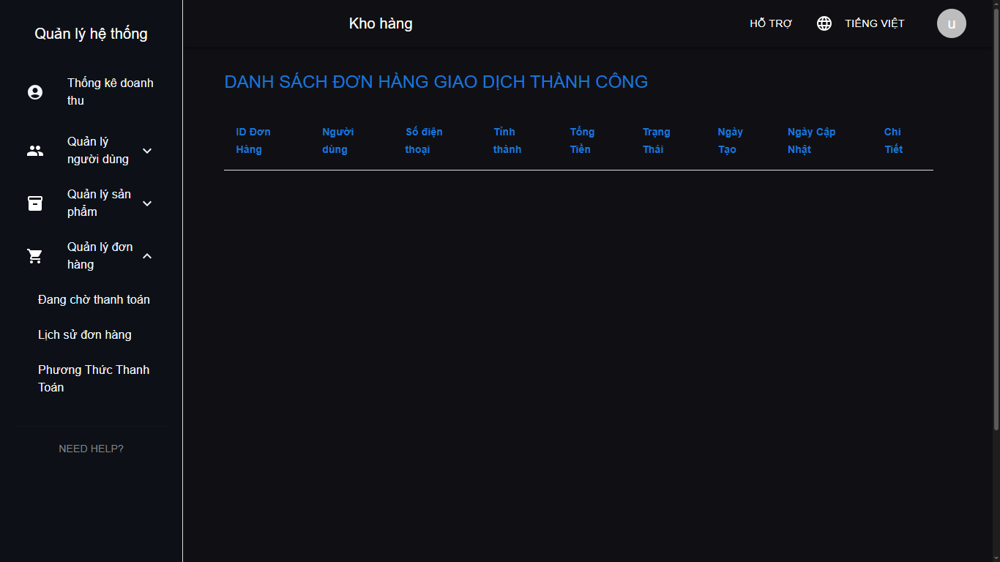 Quản lý hệ thống
Thống kê doanh
thu
Quản lý
người dùng
Quản lý sản
phẩm
Quản lý đơn
hàng
Đang chờ thanh toán
Lịch sử đơn hàng
Phương Thức Thanh
Toán
NEED HELP?
Kho hàng
HỖ TRỢ
TIẾNG VIỆT
u
DANH SÁCH ĐƠN HÀNG GIAO DỊCH THÀNH CÔNG
ID Đơn Người Số điện Tỉnh Tổng Trạng Ngày Ngày Cập Chi
Hàng dùng thoại thành Tiền Thái Tạo Nhật Tiết